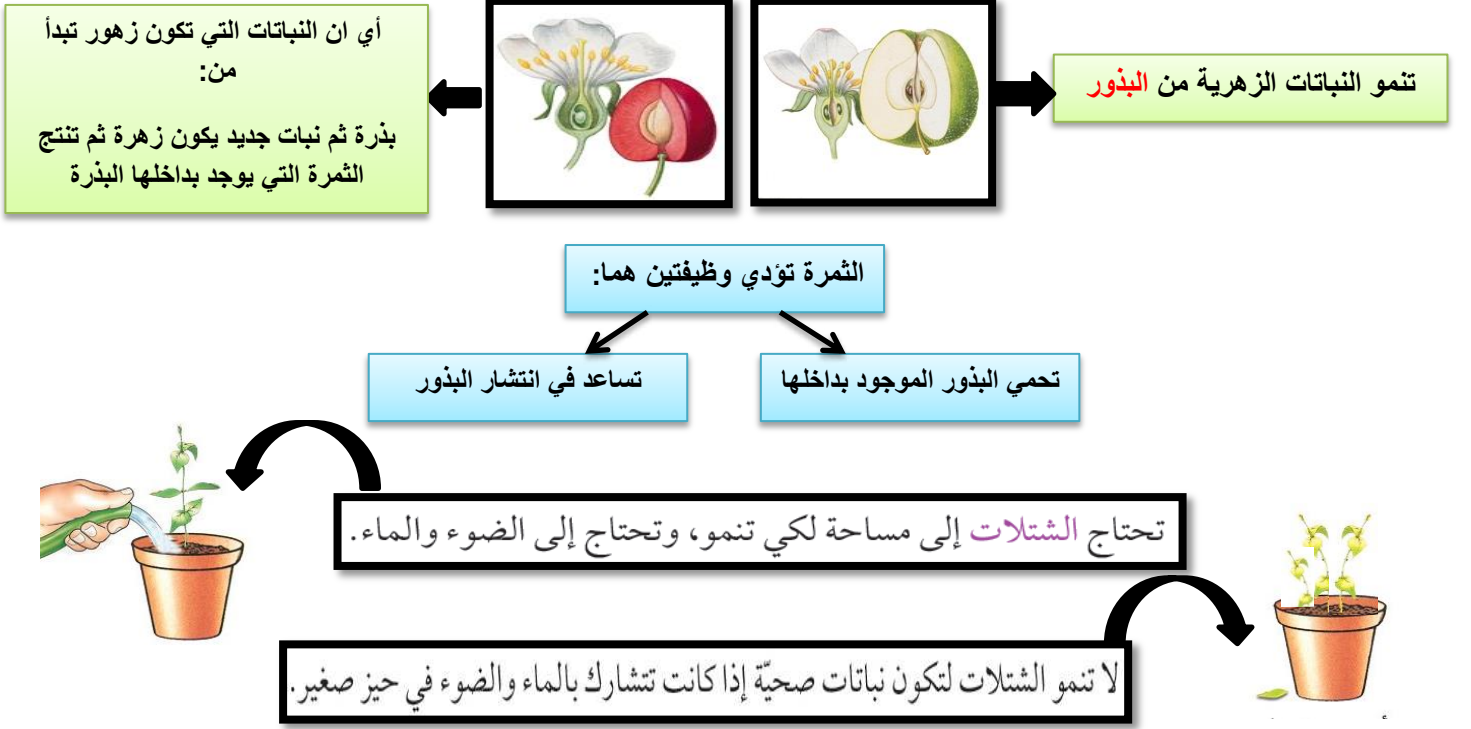 تنمو النباتات الزهرية من البذور
أي ان النباتات التي تكون زهور تبدأ
من:
بذرة ثم نبات جديد يكون زهرة ثم تنتج
الثمرة التي يوجد بداخلها البذرة
الثمرة تؤدي وظيفتين هما:
تحمي البذور الموجود بداخلها
تساعد في انتشار البذور
تحتاج الشتلات إلى مساحة لكي تنمو، وتحتاج إلى الضوء والماء.
لا تنمو الشتلات لتكون نباتات صحيّة إذا كانت تتشارك بالماء والضوء في حيز صغير.